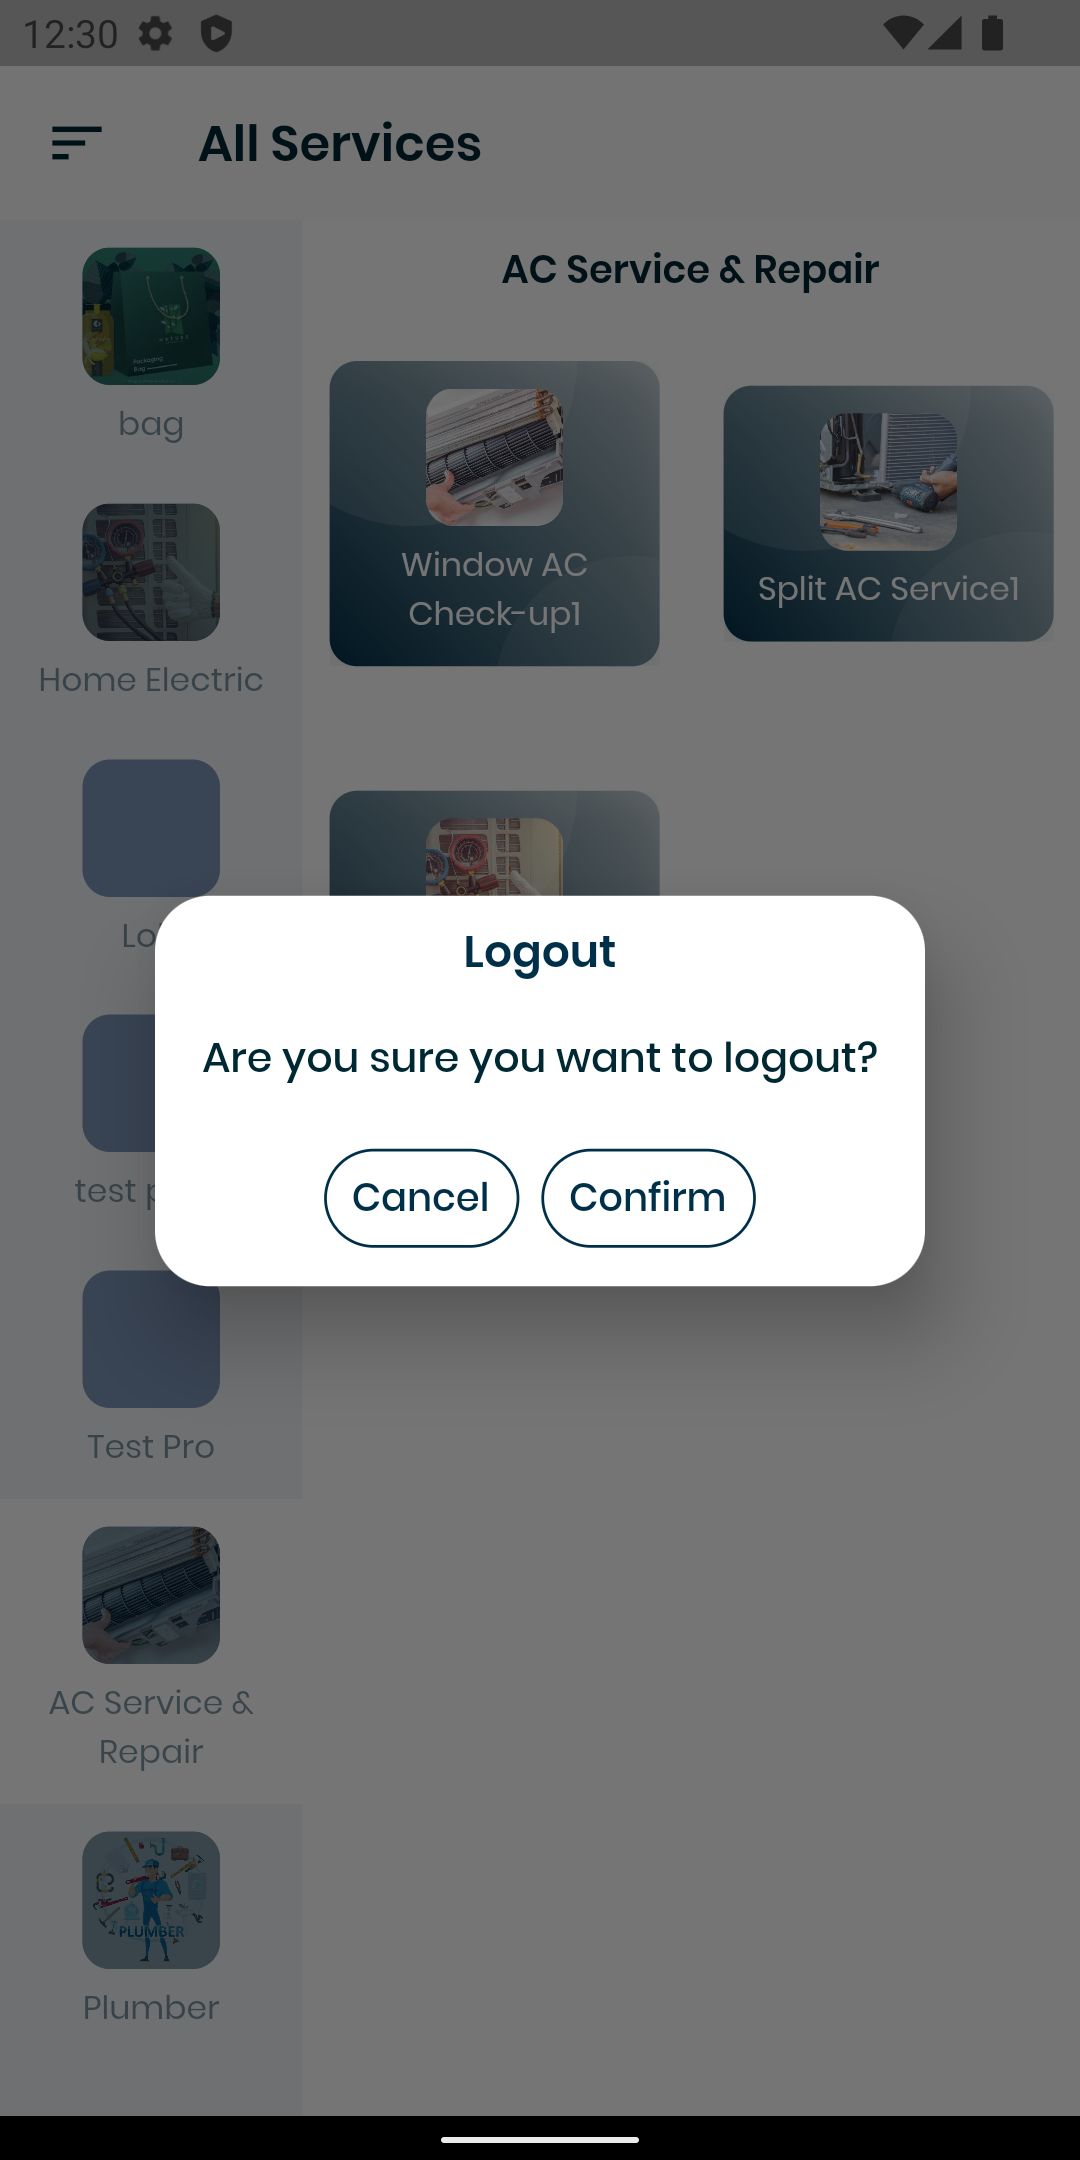 12:30
All Services
bag
Home Electric
test
Test Pro
AC Service &
Repair
PLUMBER
Plumber
AC Service & Repair
Window AC
Check-up1
Split AC Service1
Logout
Are you sure you want to logout?
Cancel
Confirm